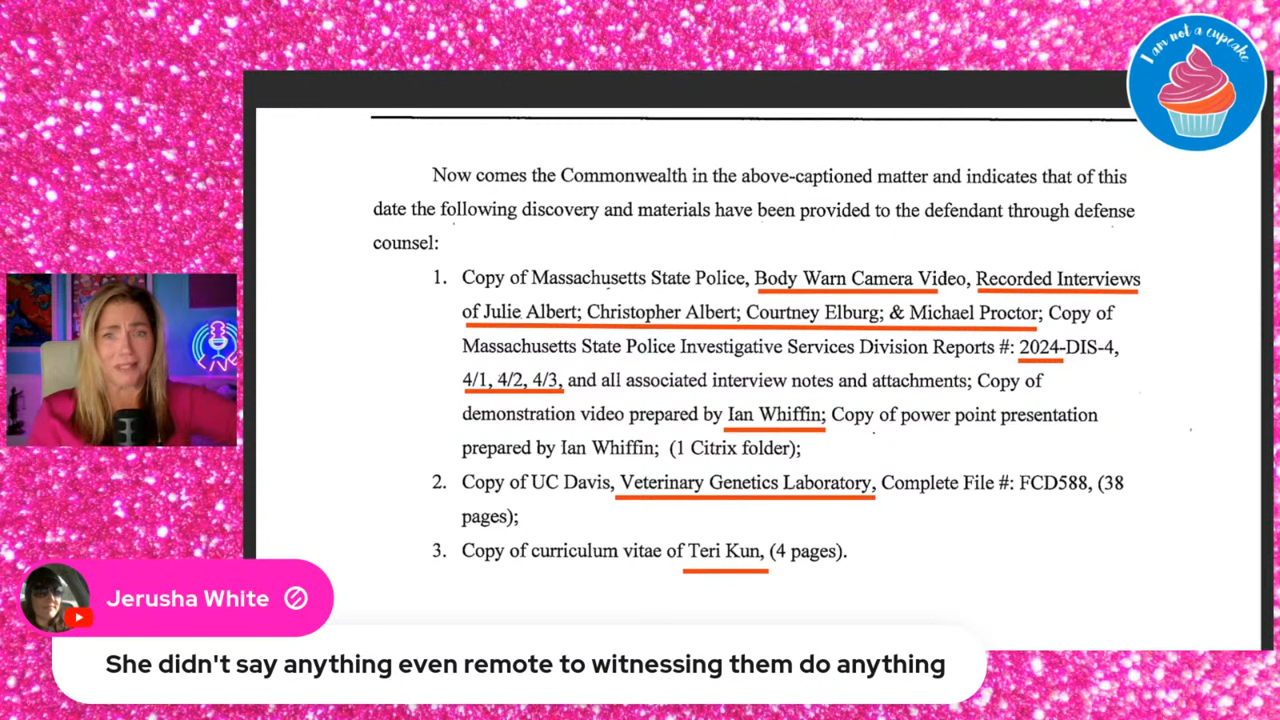 I am not a cupcake
Now comes the Commonwealth in the above-captioned matter and indicates that of this
date the following discovery and materials have been provided to the defendant through defense
counsel:
1. Copy of Massachusetts State Police, Body Warn Camera Video, Recorded Interviews
of Julie Albert; Christopher Albert; Courtney Elburg; & Michael Proctor; Copy of
Massachusetts State Police Investigative Services Division Reports #: 2024-DIS-4,
4/1, 4/2, 4/3, and all associated interview notes and attachments; Copy of
demonstration video prepared by Ian Whiffin; Copy of power point presentation
prepared by Ian Whiffin; (1 Citrix folder);
2. Copy of UC Davis, Veterinary Genetics Laboratory, Complete File #: FCD588, (38
pages);
3. Copy of curriculum vitae of Teri Kun, (4 pages).
Jerusha White
She didn't say anything even remote to witnessing them do anything